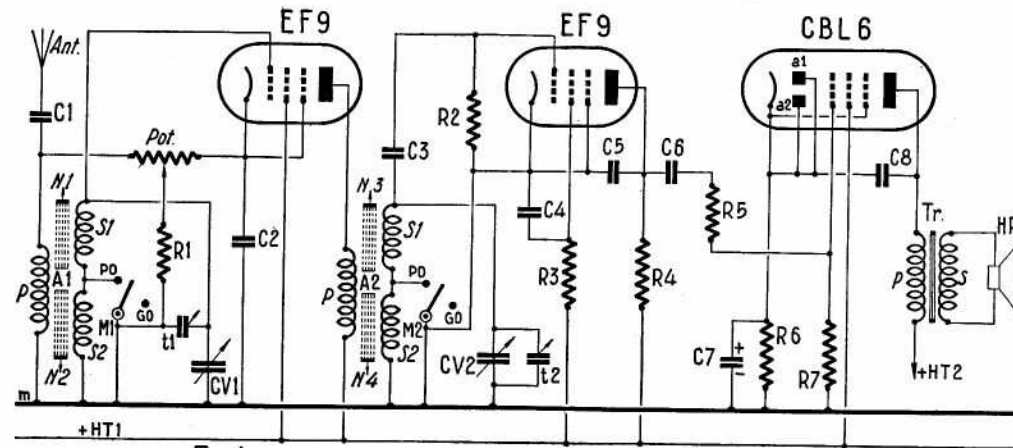 EF9
EF9
CBL6
Ant.
C1
Pot.
R2
C3
C5
C6
a1
a2
C8
N.1
S1
R1
C2
N.3
S1
C4
R5
Tr.
HP
P
A1
PO
GO
M1
S2
t1
N2
CV1
P
A2
PO
GO
M2
S2
N4
CV2
t2
R3
R4
C7
+
-
R6
R7
P
S
+HT2
m
+HT1